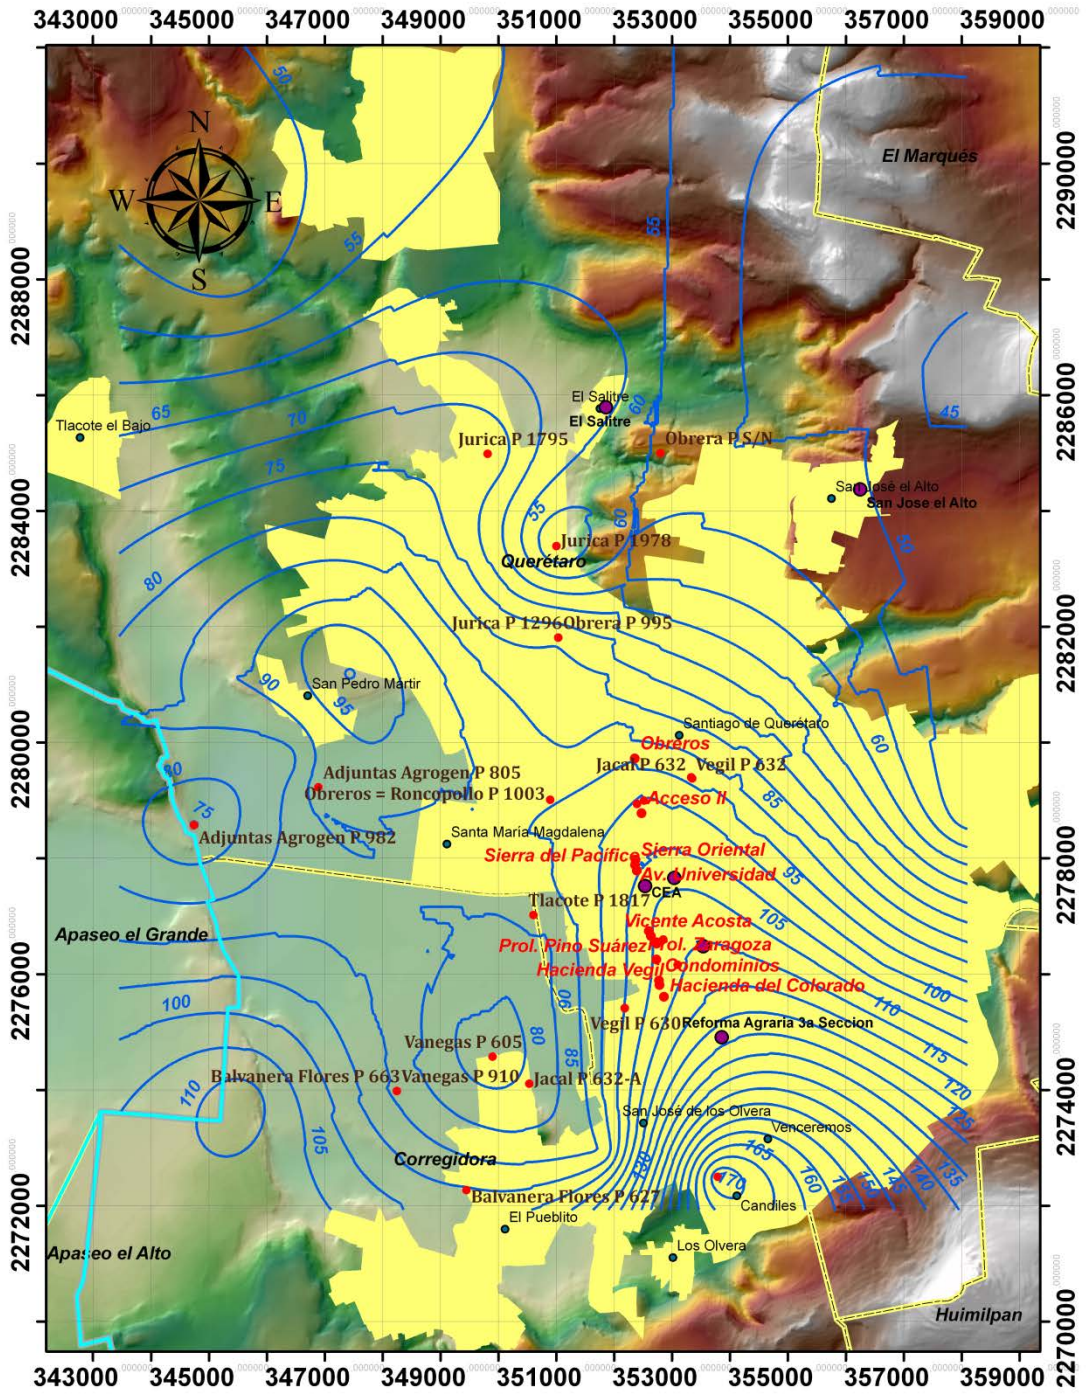 343000 345000 347000 349000 351000 353000 355000 357000 359000
50
N
El Marqués
2290000
W E
55
55
S
2288000
2286000
El Salitre
60
45
65
70
Tlacote el Bajo
El Salitre
Jurica P 1795
Obrera P S/N
75
San José el Alto
San Jose el Alto
2284000
55
60
50
Jurica P 1978
Querétaro
80
2282000
Jurica P 1296
Obrera P 995
90
San Pedro Mártir
95
Santiago de Querétaro
60
Obreros
2280000
80
Adjuntas Agrogen P 805
Jacal P 632
Vegil P 632
Obreros = Roncopollo P 1003
Acceso II
85
75
Adjuntas Agrogen P 982
Santa María Magdalena
Sierra del Pacífico
Sierra Oriental
2278000
Av. Universidad
95
CEA
Tlacote P 1817
Vicente Acosta
105
Apaseo el Grande
Prol. Pino Suárez
Prol. Zaragoza
Hacienda Vegil
Condominios
2276000
Hacienda del Colorado
90
100
100
110
Vegil P 630
Reforma Agraria 3a Seccion
80
Vanegas P 605
85
115
Balvanera Flores P 663
Vanegas P 910
Jacal P 632-A
110
120
2274000
San José de los Olvera
125
Venceremos
105
Corregidora
130
165
170
160
155
150
145
140
135
Balvanera Flores P 627
Candiles
2272000
El Pueblito
Apaseo el Alto
Los Olvera
Huimilpan
2270000
343000 345000 347000 349000 351000 353000 355000 357000 359000